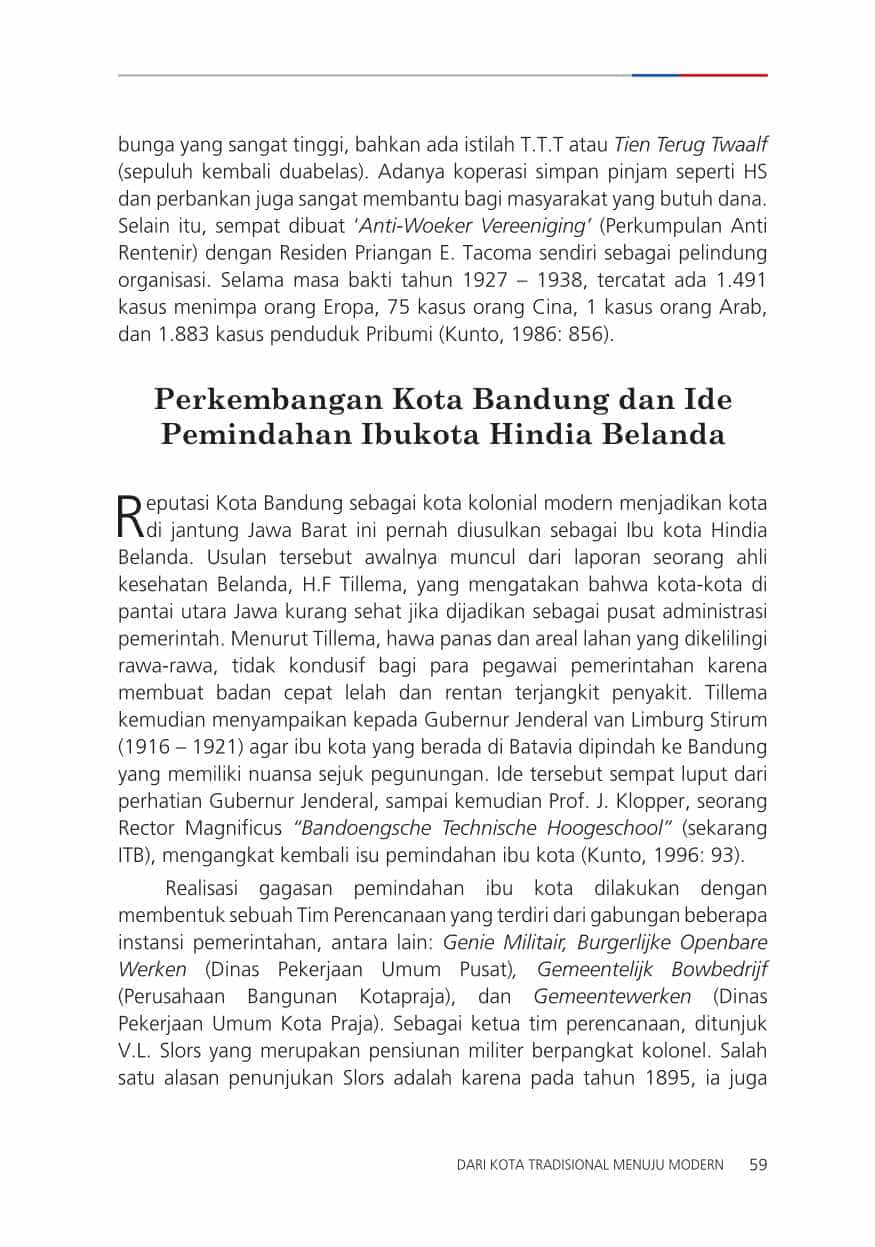 bunga yang sangat tinggi, bahkan ada istilah T.T.T atau Tien Terug Twaalf
(sepuluh kembali duabelas). Adanya koperasi simpan pinjam seperti HS
dan perbankan juga sangat membantu bagi masyarakat yang butuh dana.
Selain itu, sempat dibuat ‘Anti-Woeker Vereeniging’ (Perkumpulan Anti
Rentenir) dengan Residen Priangan E. Tacoma sendiri sebagai pelindung
organisasi. Selama masa bakti tahun 1927 – 1938, tercatat ada 1.491
kasus menimpa orang Eropa, 75 kasus orang Cina, 1 kasus orang Arab,
dan 1.883 kasus penduduk Pribumi (Kunto, 1986: 856).
Perkembangan Kota Bandung dan Ide
Pemindahan Ibukota Hindia Belanda
Reputasi Kota Bandung sebagai kota kolonial modern menjadikan kota
di jantung Jawa Barat ini pernah diusulkan sebagai Ibu kota Hindia
Belanda. Usulan tersebut awalnya muncul dari laporan seorang ahli
kesehatan Belanda, H.F Tillema, yang mengatakan bahwa kota-kota di
pantai utara Jawa kurang sehat jika dijadikan sebagai pusat administrasi
pemerintah. Menurut Tillema, hawa panas dan areal lahan yang dikelilingi
rawa-rawa, tidak kondusif bagi para pegawai pemerintahan karena
membuat badan cepat lelah dan rentan terjangkit penyakit. Tillema
kemudian menyampaikan kepada Gubernur Jenderal van Limburg Stirum
(1916 – 1921) agar ibu kota yang berada di Batavia dipindah ke Bandung
yang memiliki nuansa sejuk pegunungan. Ide tersebut sempat luput dari
perhatian Gubernur Jenderal, sampai kemudian Prof. J. Klopper, seorang
Rector Magnificus “Bandoengsche Technische Hoogeschool” (sekarang
ITB), mengangkat kembali isu pemindahan ibu kota (Kunto, 1996: 93).
Realisasi gagasan pemindahan ibu kota dilakukan dengan
membentuk sebuah Tim Perencanaan yang terdiri dari gabungan beberapa
instansi pemerintahan, antara lain: Genie Militair, Burgerlijke Openbare
Werken (Dinas Pekerjaan Umum Pusat), Gemeentelijk Bowbedrijf
(Perusahaan Bangunan Kotapraja), dan Gemeentewerken (Dinas
Pekerjaan Umum Kota Praja). Sebagai ketua tim perencanaan, ditunjuk
V.L. Slors yang merupakan pensiunan militer berpangkat kolonel. Salah
satu alasan penunjukan Slors adalah karena pada tahun 1895, ia juga
DARI KOTA TRADISIONAL MENUJU MODERN 59